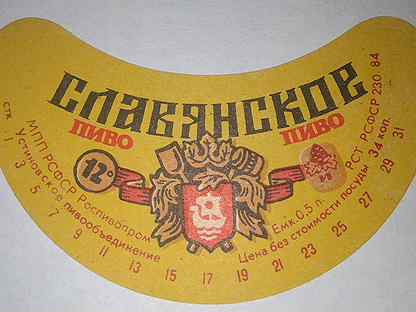 СЛАВЯНСКОЕ
ПИВО ПИВО
МПП РСФСР Роспивопром
пивообъединение
12°
РСТ РСФСР 230 84
Емк. 0,5 л.
Цена без стоимости посуды 34 коп.
1 3 5 7 9 11 13 15 17 19 21 23 25 27 29 31